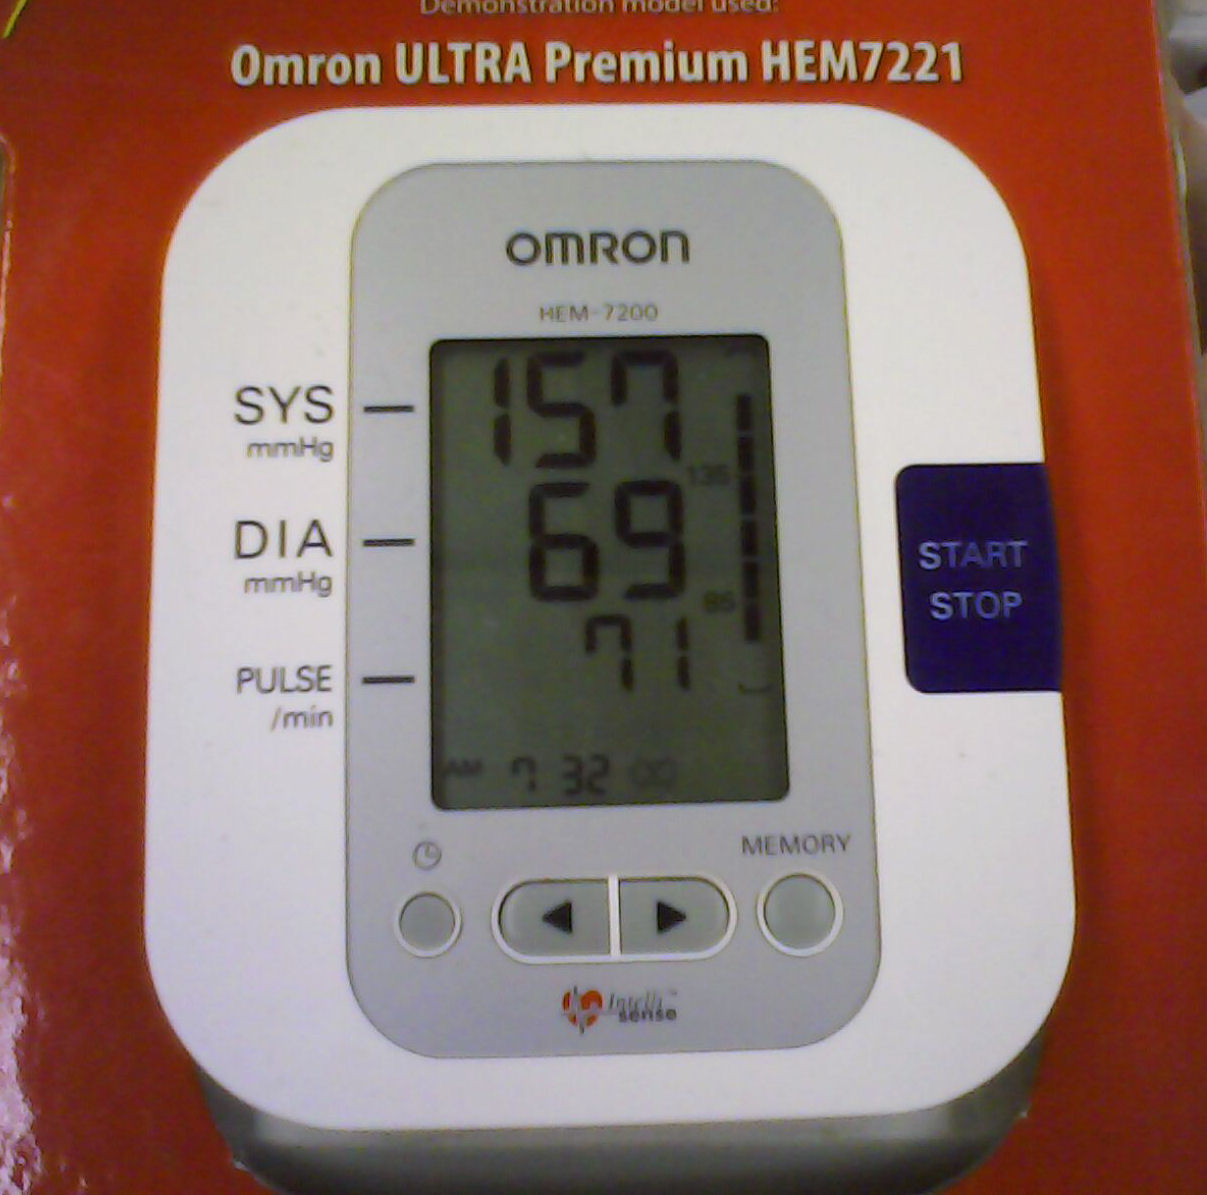 Demonstration model used:
Omron ULTRA Premium HEM7221
OMRON
HEM-7200
SYS
mmHg
157
135
DIA
mmHg
69
85
PULSE
/min
71
AM 7 32
START
STOP
MEMORY
Intelli™
sense